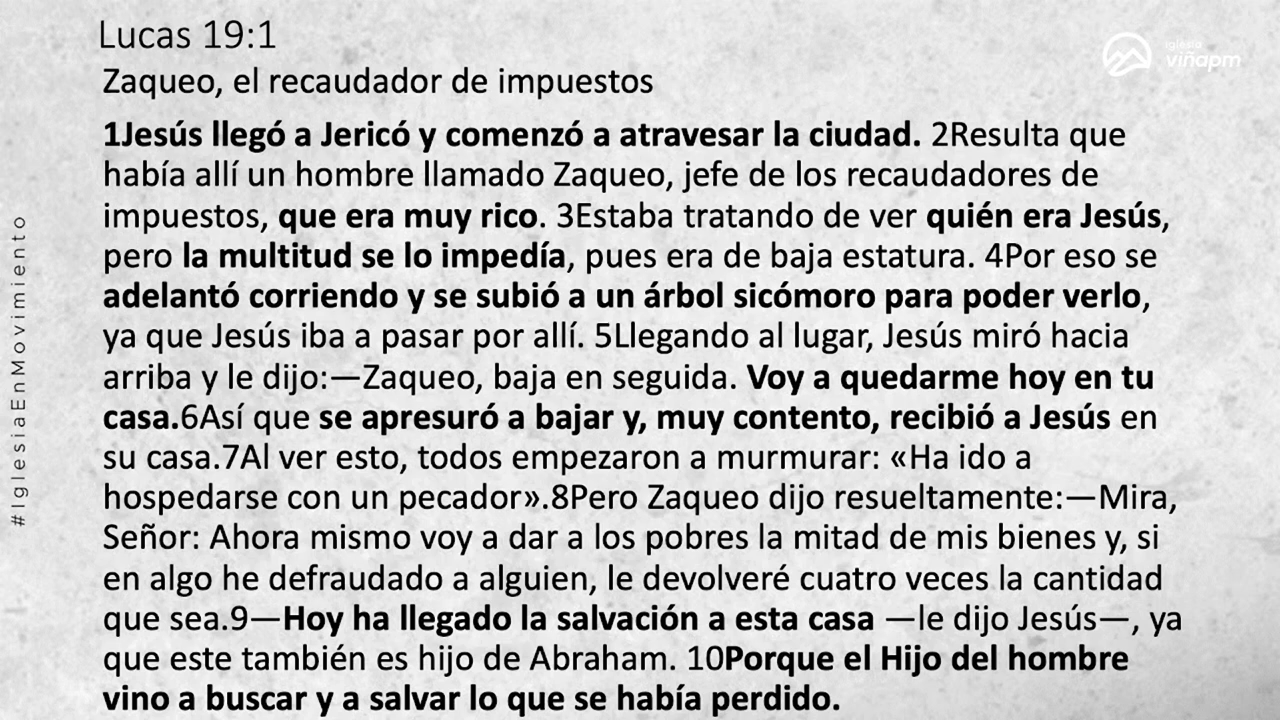 Lucas 19:1
iglesia
viñapm
Zaqueo, el recaudador de impuestos
1Jesús llegó a Jericó y comenzó a atravesar la ciudad. 2Resulta que
había allí un hombre llamado Zaqueo, jefe de los recaudadores de
impuestos, que era muy rico. 3Estaba tratando de ver quién era Jesús,
pero la multitud se lo impedía, pues era de baja estatura. 4Por eso se
adelantó corriendo y se subió a un árbol sicómoro para poder verlo,
ya que Jesús iba a pasar por allí. 5Llegando al lugar, Jesús miró hacia
arriba y le dijo:—Zaqueo, baja en seguida. Voy a quedarme hoy en tu
casa.6Así que se apresuró a bajar y, muy contento, recibió a Jesús en
su casa.7Al ver esto, todos empezaron a murmurar: «Ha ido a
hospedarse con un pecador».8Pero Zaqueo dijo resueltamente:—Mira,
Señor: Ahora mismo voy a dar a los pobres la mitad de mis bienes y, si
en algo he defraudado a alguien, le devolveré cuatro veces la cantidad
que sea.9—Hoy ha llegado la salvación a esta casa —le dijo Jesús—, ya
que este también es hijo de Abraham. 10Porque el Hijo del hombre
vino a buscar y a salvar lo que se había perdido.
#IglesiaEnMovimiento